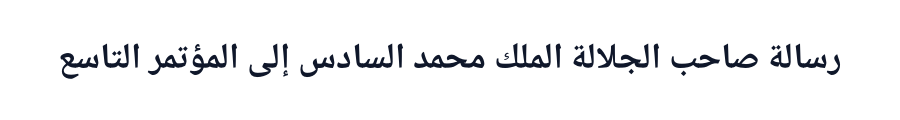 رسالة صاحب الجلالة الملك محمد السادس إلى المؤتمر التاسع